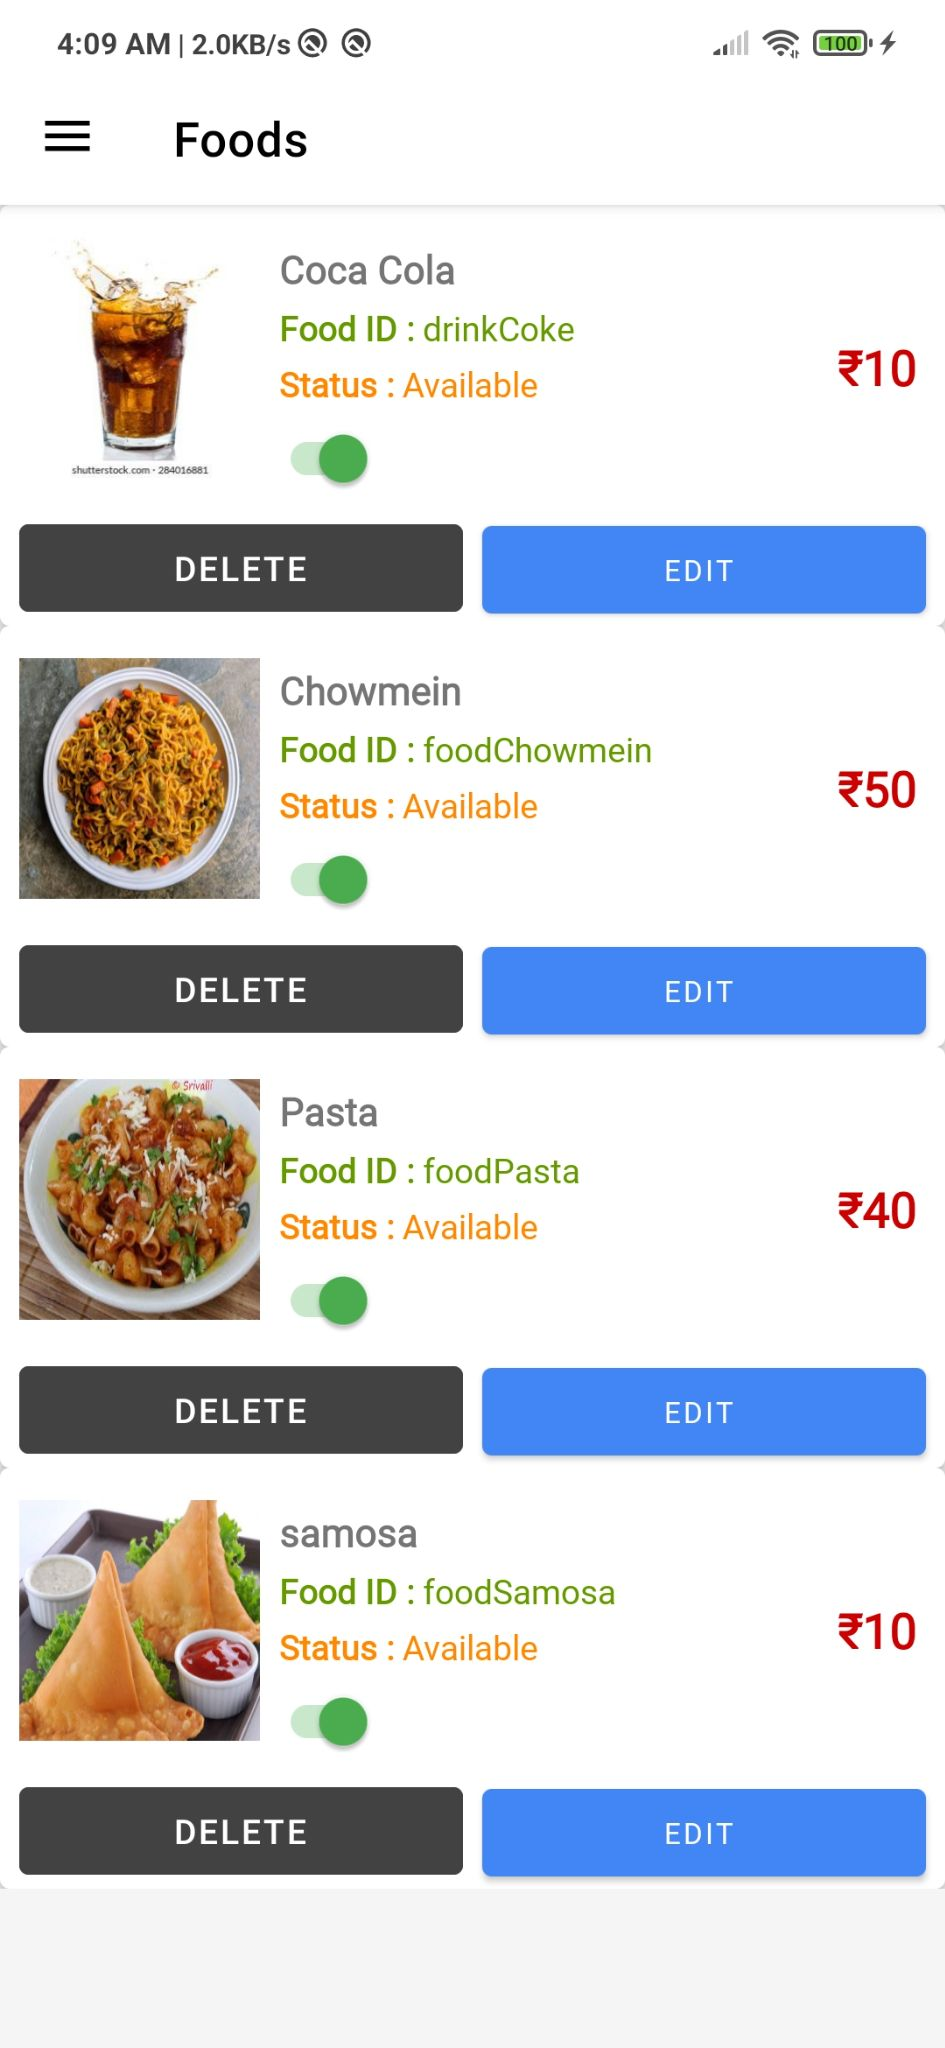 4:09 AM | 2.0KB/s
100
Foods
Coca Cola
Food ID : drinkCoke
₹10
Status : Available
shutterstock.com • 284016881
DELETE
EDIT
Chowmein
Food ID : foodChowmein
₹50
Status : Available
DELETE
EDIT
© Srivalli
Pasta
Food ID : foodPasta
₹40
Status : Available
DELETE
EDIT
samosa
Food ID : foodSamosa
₹10
Status : Available
DELETE
EDIT